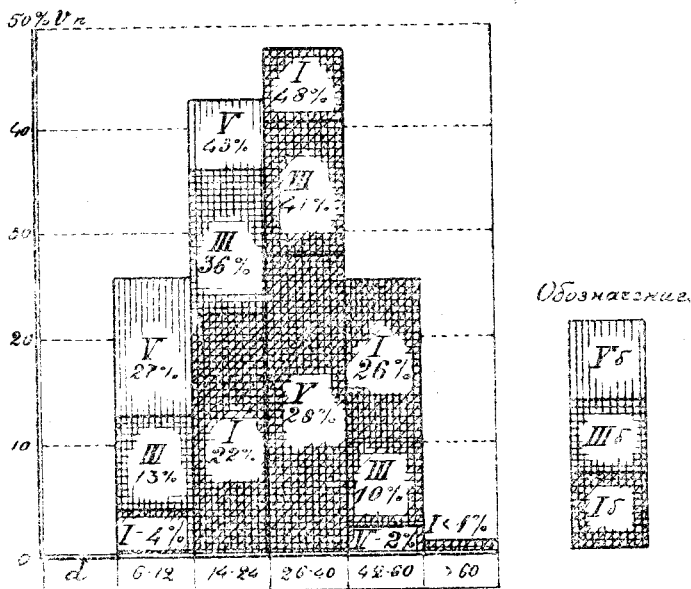 50% Vn
I
48%
V
43%
40
III
41%
30
III
36%
Обозначение
20
V
27%
I
26%
Vб
V
28%
IIIб
10
III
13%
I
22%
III
10%
Iб
I-4%
V-2%
I<1%
0
d
6-12
14-24
26-40
42-60
>60